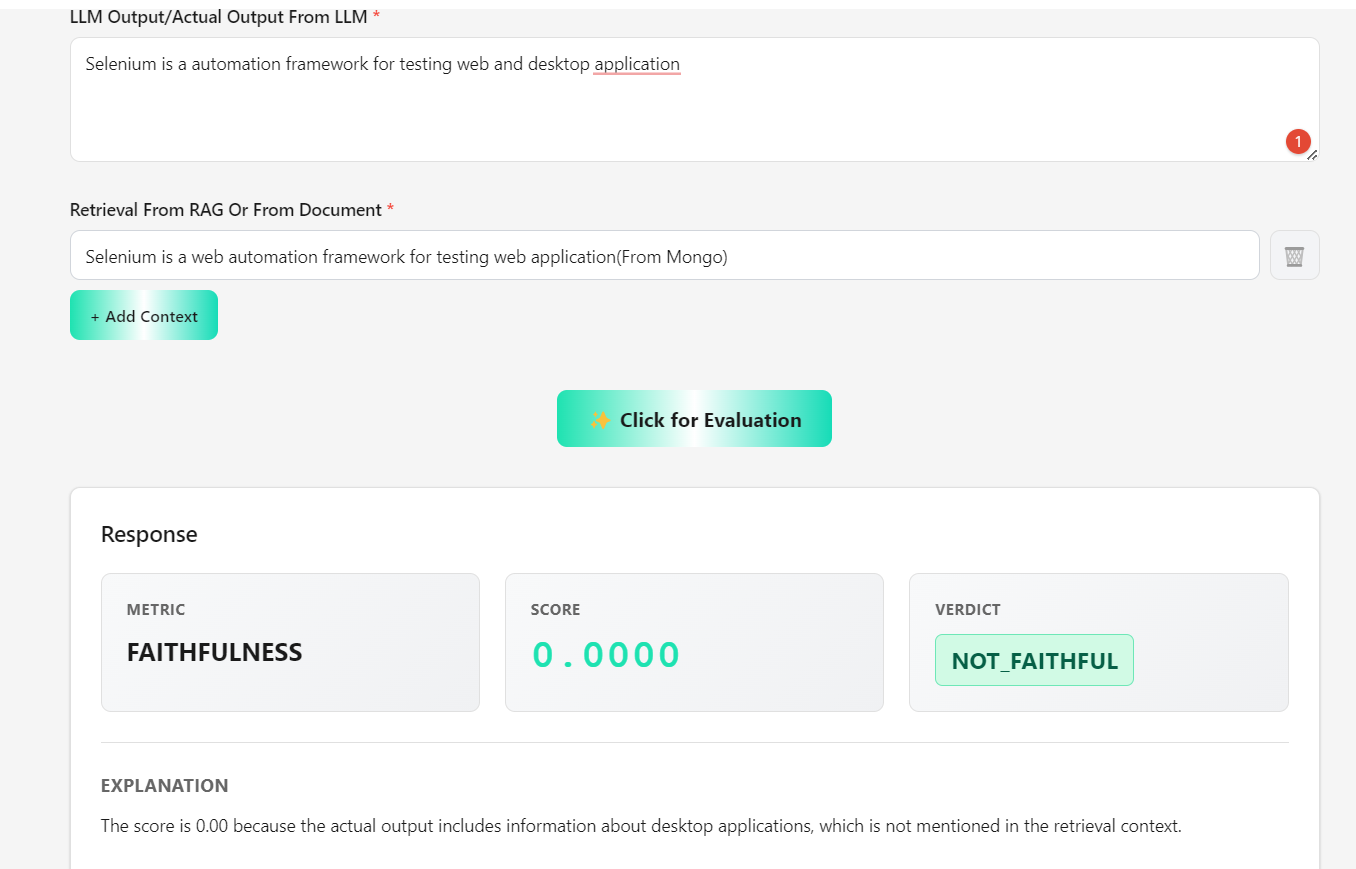 LLM Output/Actual Output From LLM *
Selenium is a automation framework for testing web and desktop application
1
Retrieval From RAG Or From Document *
Selenium is a web automation framework for testing web application(From Mongo)
+ Add Context
✨ Click for Evaluation
Response
METRIC
FAITHFULNESS
SCORE
0.0000
VERDICT
NOT_FAITHFUL
EXPLANATION
The score is 0.00 because the actual output includes information about desktop applications, which is not mentioned in the retrieval context.